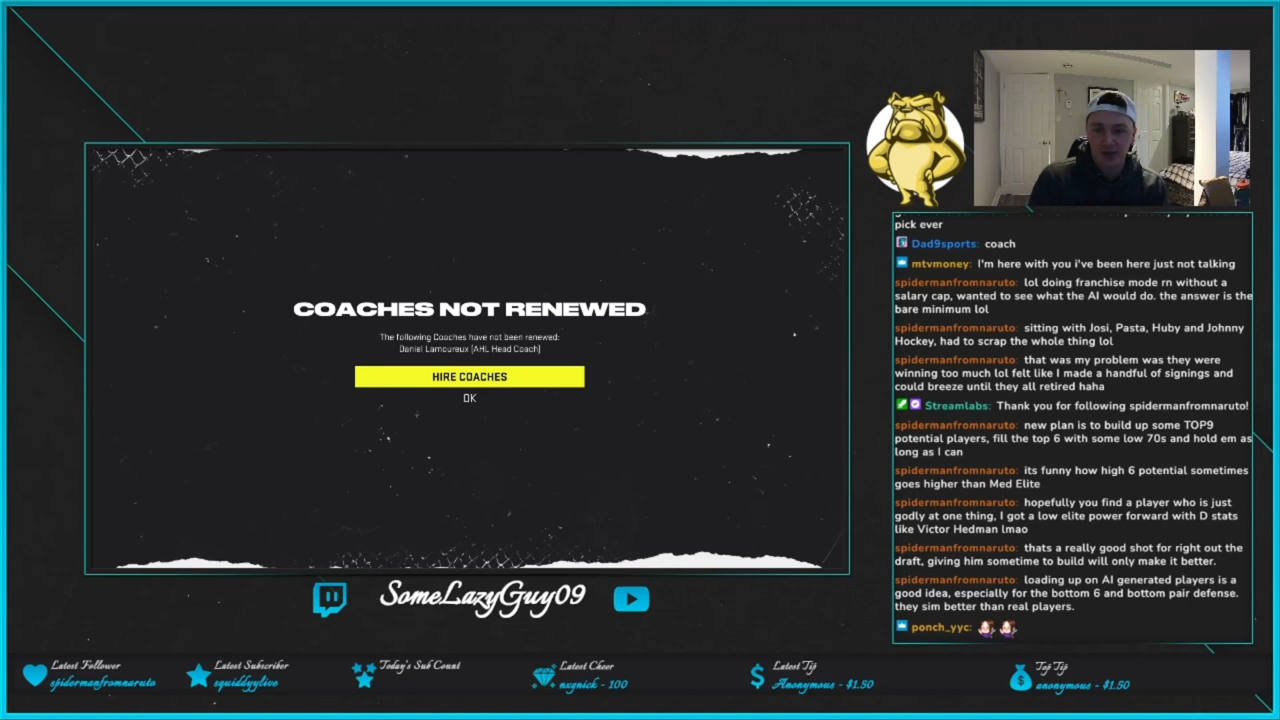 COACHES NOT RENEWED
The following Coaches have not been renewed:
Daniel Lamoureux [AHL Head Coach]
HIRE COACHES
OK
pick ever
Dad9sports: coach
mtvmoney: I'm here with you i've been here just not talking
spidermanfromnaruto: lol doing franchise mode rn without a
salary cap, wanted to see what the AI would do. the answer is the
bare minimum lol
spidermanfromnaruto: sitting with Josi, Pasta, Huby and Johnny
Hockey, had to scrap the whole thing lol
spidermanfromnaruto: that was my problem was they were
winning too much lol felt like I made a handful of signings and
could breeze until they all retired haha
Streamlabs: Thank you for following spidermanfromnaruto!
spidermanfromnaruto: new plan is to build up some TOP9
potential players, fill the top 6 with some low 70s and hold em as
long as I can
spidermanfromnaruto: its funny how high 6 potential sometimes
goes higher than Med Elite
spidermanfromnaruto: hopefully you find a player who is just
godly at one thing, I got a low elite power forward with D stats
like Victor Hedman lmao
spidermanfromnaruto: thats a really good shot for right out the
draft, giving him sometime to build will only make it better.
spidermanfromnaruto: loading up on AI generated players is a
good idea, especially for the bottom 6 and bottom pair defense.
they sim better than real players.
ponch_yyc:
SomeLazyGuy09
Latest Follower
spidermanfromnaruto
Latest Subscriber
squiddyylive
Today's Sub Count
Latest Cheer
nxgnick - 100
Latest Tip
Anonymous - $1.50
Top Tip
anonymous - $1.50